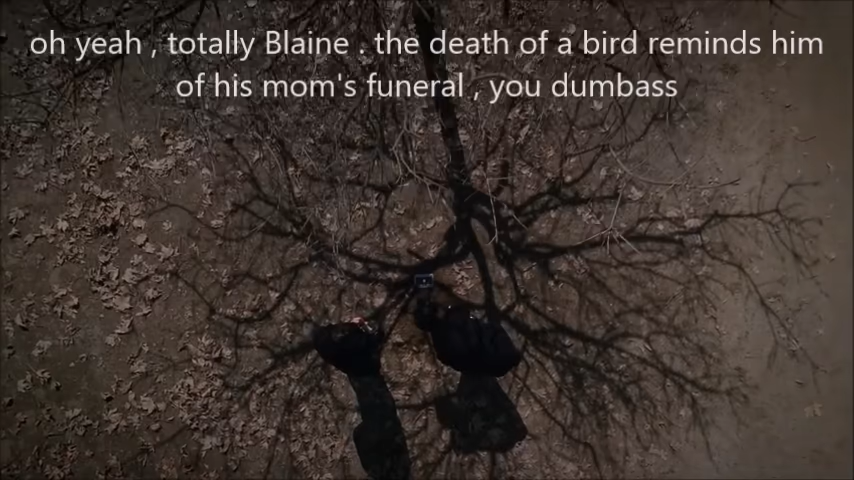 oh yeah , totally Blaine . the death of a bird reminds him
of his mom's funeral , you dumbass